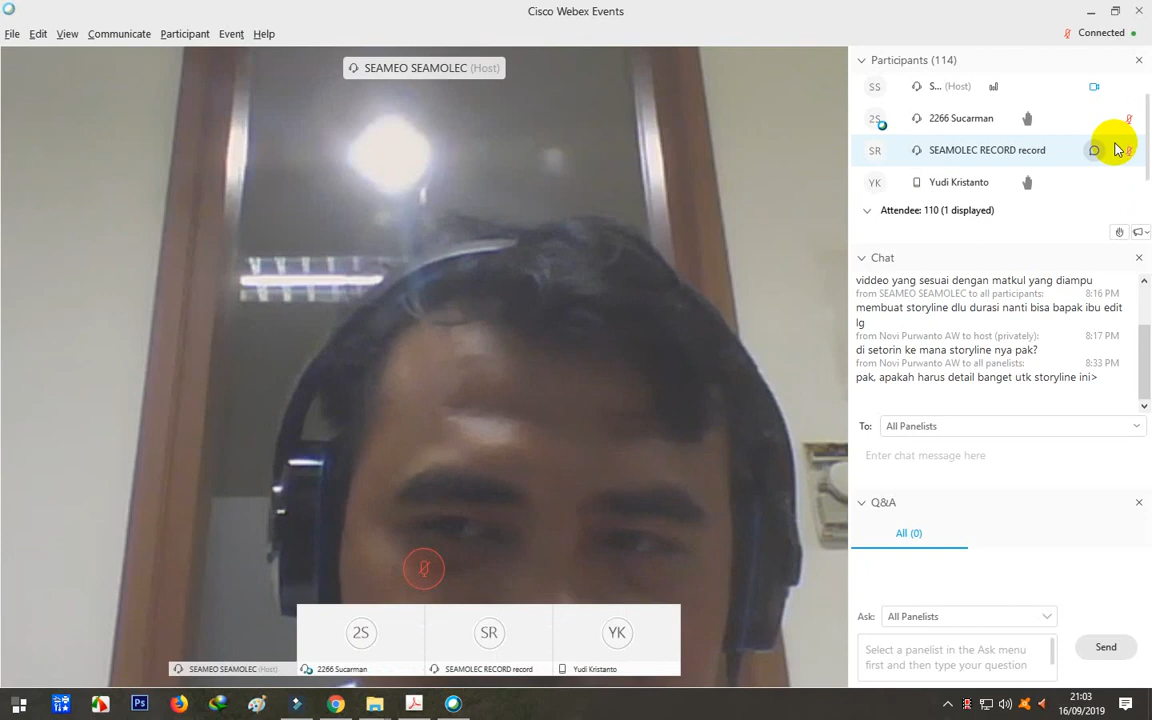 Cisco Webex Events
File Edit View Communicate Participant Event Help
Connected
SEAMEO SEAMOLEC (Host)
Participants (114)
SS S... (Host)
2S 2266 Sucarman
SR SEAMOLEC RECORD record
YK Yudi Kristanto
Attendee: 110 (1 displayed)
Chat
viddeo yang sesuai dengan matkul yang diampu
from SEAMEO SEAMOLEC to all participants: 8:16 PM
membuat storyline dlu durasi nanti bisa bapak ibu edit
lg
from Novi Purwanto AW to host (privately): 8:17 PM
di setorin ke mana storyline nya pak?
from Novi Purwanto AW to all panelists: 8:33 PM
pak, apakah harus detail banget utk storyline ini>
To: All Panelists
Enter chat message here
Q&A
All (0)
Ask: All Panelists
Select a panelist in the Ask menu
first and then type your question
Send
2S SR YK
SEAMEO SEAMOLEC (Host) 2266 Sucarman SEAMOLEC RECORD record Yudi Kristanto
Ps
21:03
16/09/2019